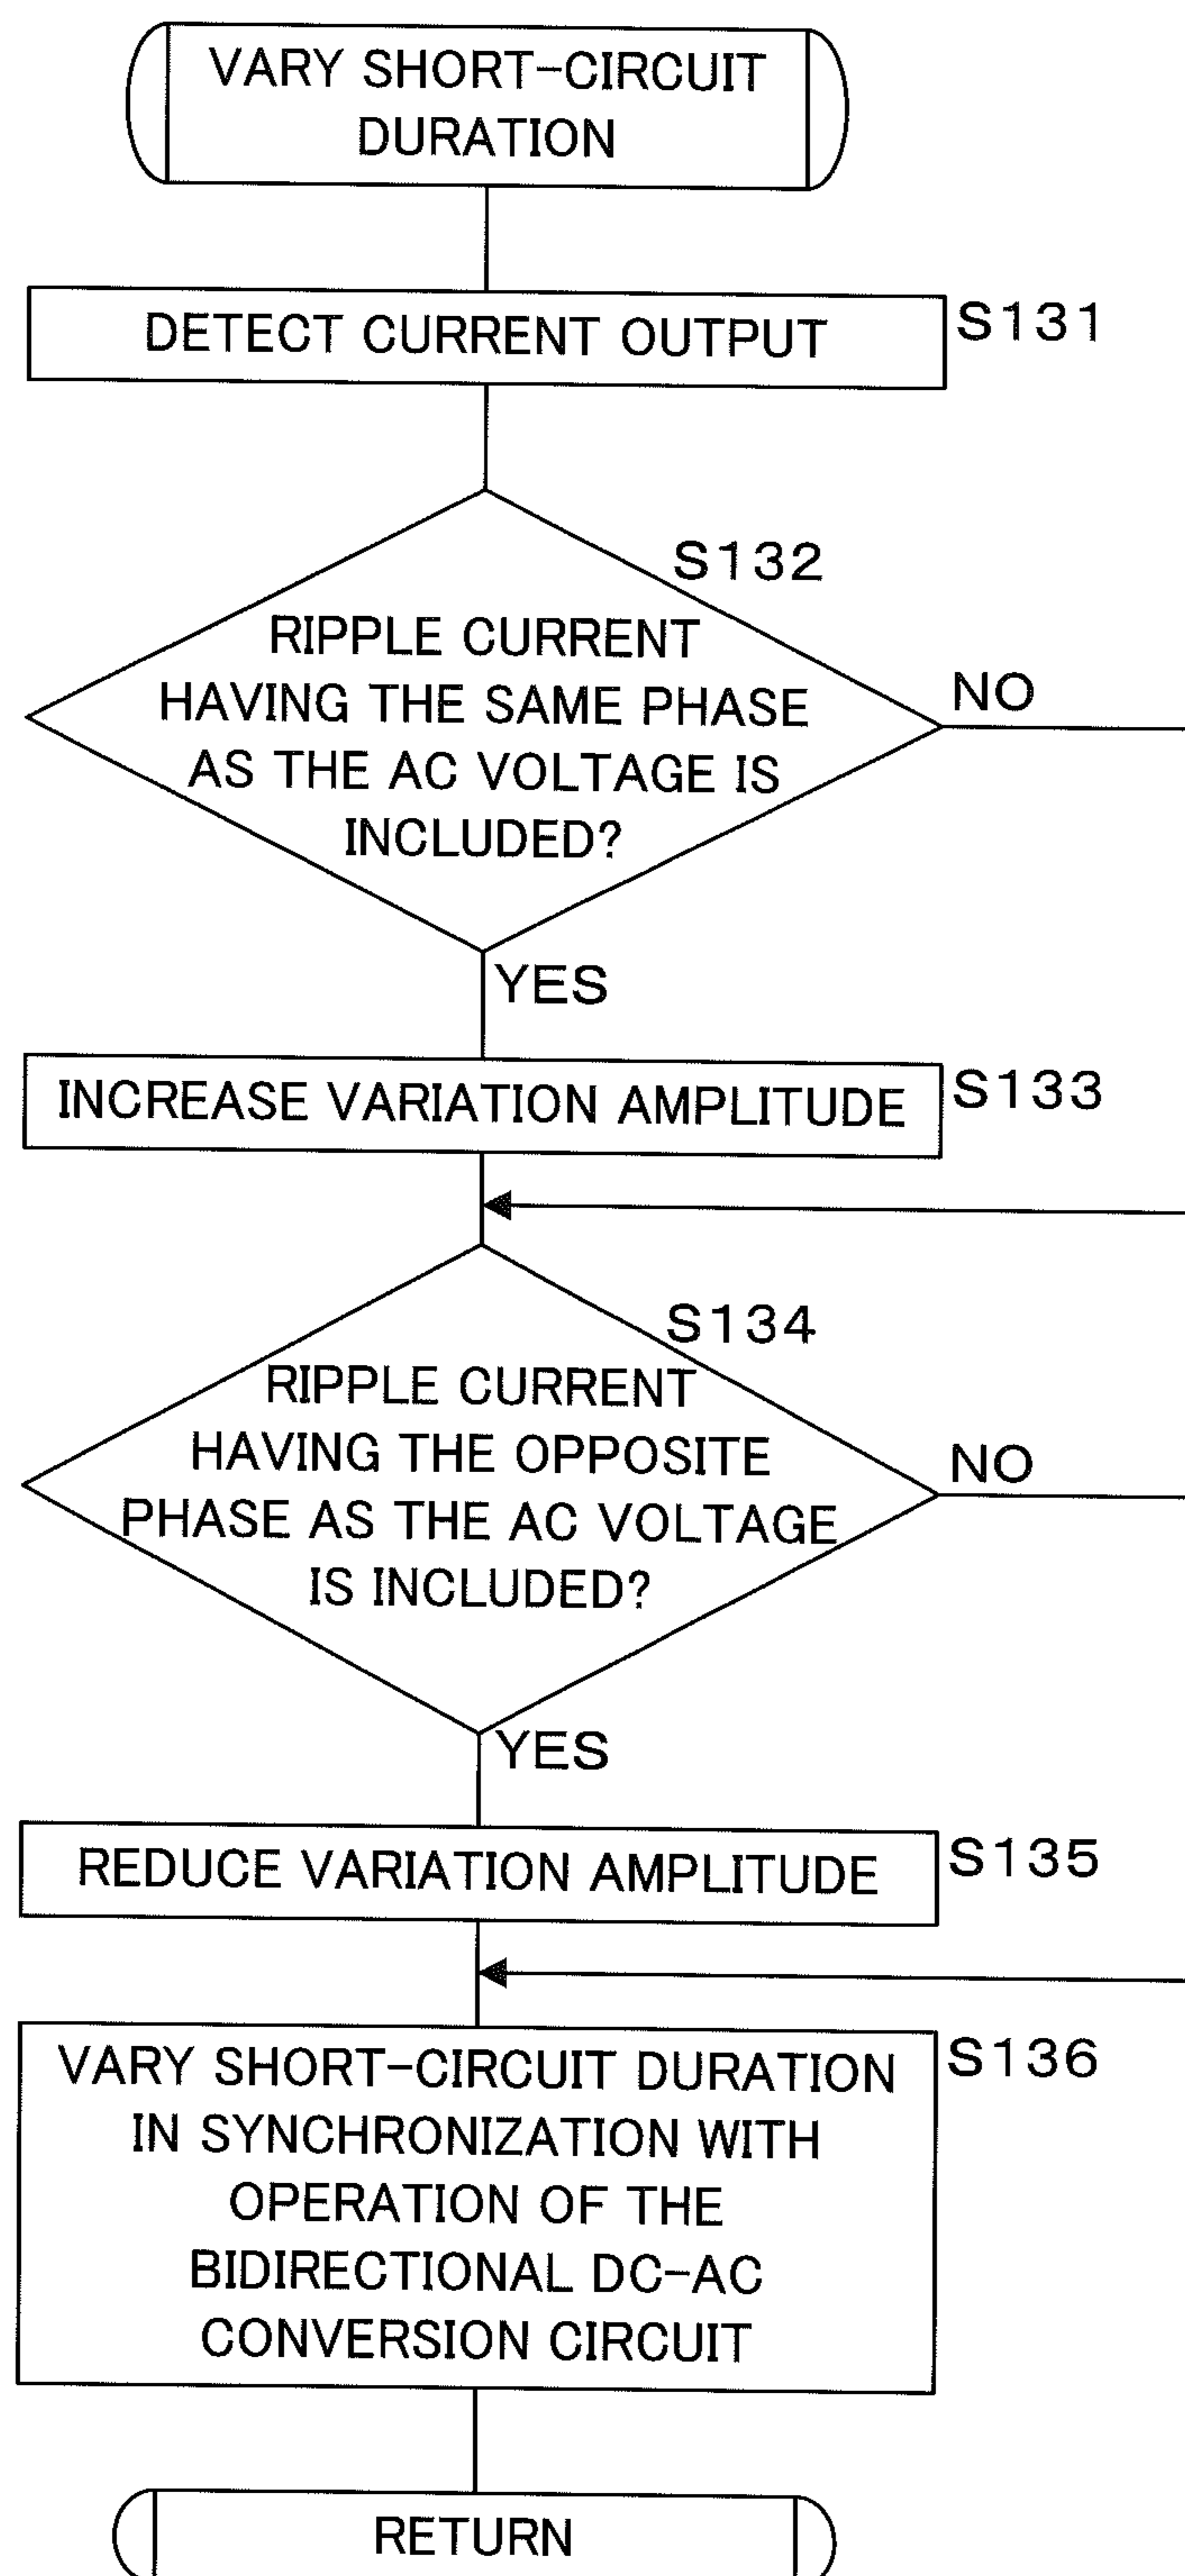 VARY SHORT-CIRCUIT
DURATION
DETECT CURRENT OUTPUT
S131
S132
RIPPLE CURRENT
HAVING THE SAME PHASE
AS THE AC VOLTAGE IS
INCLUDED?
NO
YES
INCREASE VARIATION AMPLITUDE
S133
S134
RIPPLE CURRENT
HAVING THE OPPOSITE
PHASE AS THE AC VOLTAGE
IS INCLUDED?
NO
YES
REDUCE VARIATION AMPLITUDE
S135
VARY SHORT-CIRCUIT DURATION
IN SYNCHRONIZATION WITH
OPERATION OF THE
BIDIRECTIONAL DC-AC
CONVERSION CIRCUIT
S136
RETURN